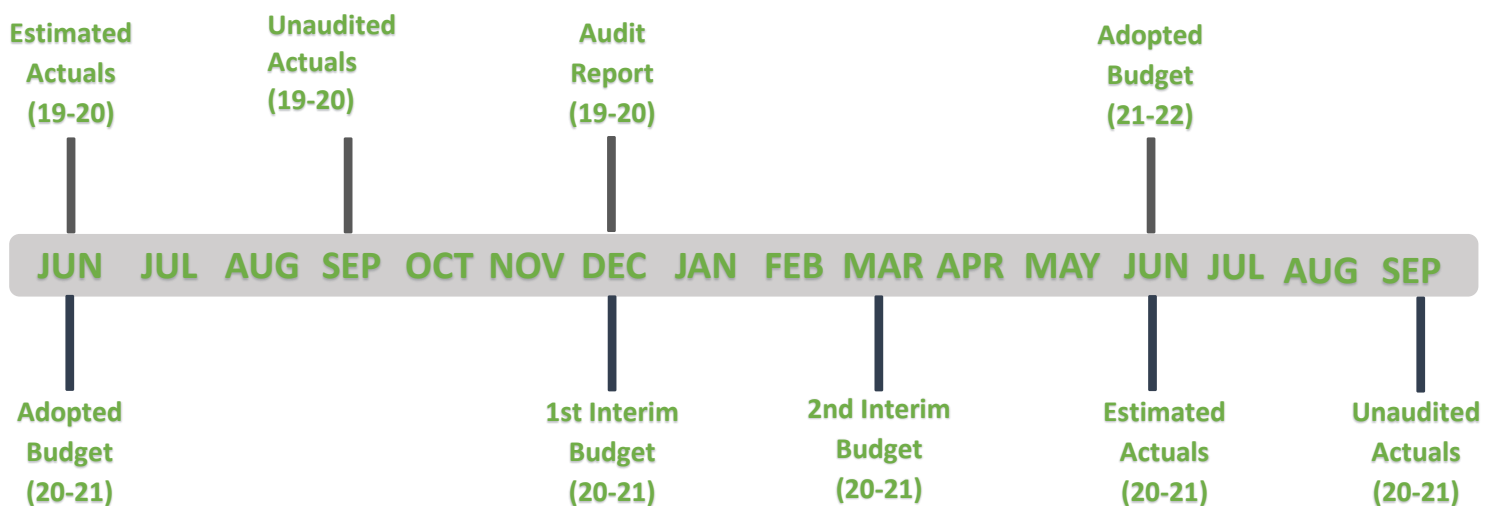 Estimated
Actuals
(19-20)
Unaudited
Actuals
(19-20)
Audit
Report
(19-20)
Adopted
Budget
(21-22)
JUN JUL AUG SEP OCT NOV DEC JAN FEB MAR APR MAY JUN JUL AUG SEP
Adopted
Budget
(20-21)
1st Interim
Budget
(20-21)
2nd Interim
Budget
(20-21)
Estimated
Actuals
(20-21)
Unaudited
Actuals
(20-21)